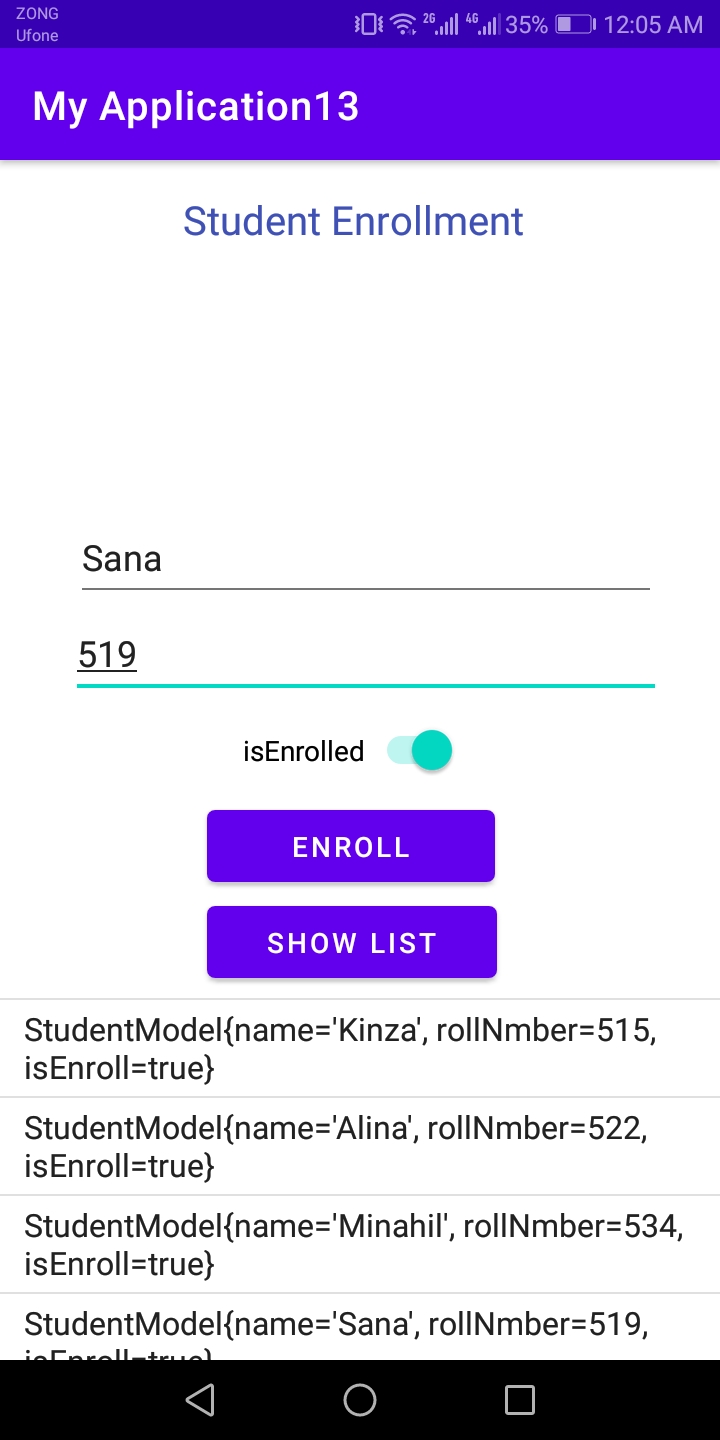 ZONG
Ufone
2G 4G 35% 12:05 AM
My Application13
Student Enrollment
Sana
519
isEnrolled
ENROLL
SHOW LIST
StudentModel{name='Kinza', rollNmber=515,
isEnroll=true}
StudentModel{name='Alina', rollNmber=522,
isEnroll=true}
StudentModel{name='Minahil', rollNmber=534,
isEnroll=true}
StudentModel{name='Sana', rollNmber=519,
isEnroll=true}